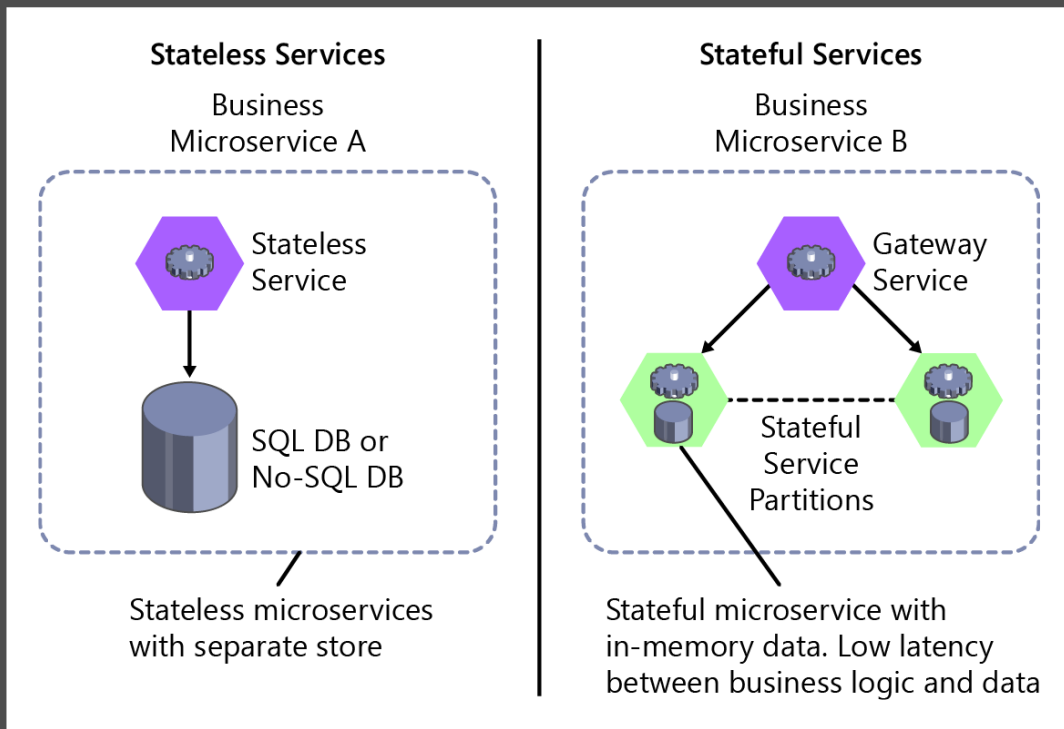 Stateless Services
Business
Microservice A
Stateless
Service
SQL DB or
No-SQL DB
Stateless microservices
with separate store
Stateful Services
Business
Microservice B
Gateway
Service
Stateful
Service
Partitions
Stateful microservice with
in-memory data. Low latency
between business logic and data